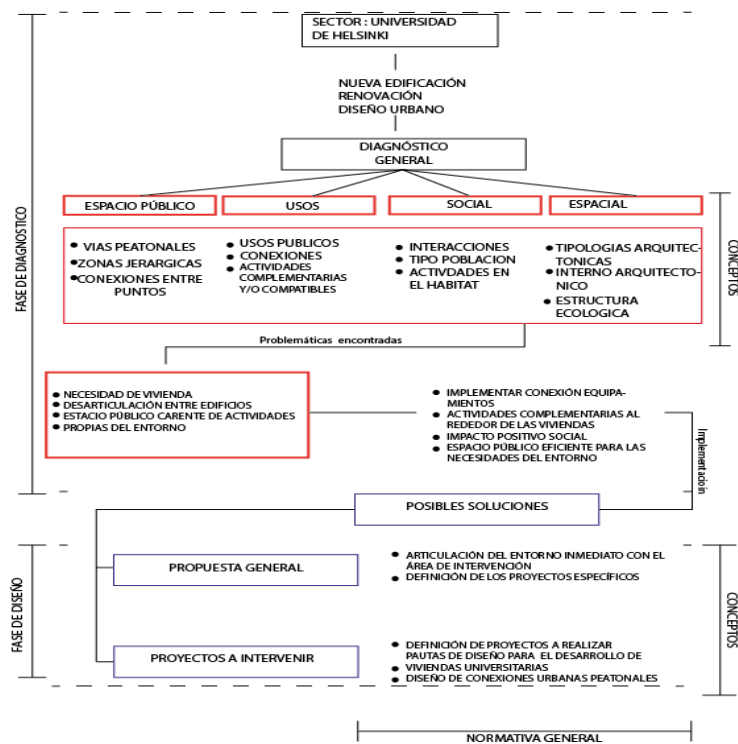 SECTOR : UNIVERSIDAD
DE HELSINKI
NUEVA EDIFICACIÓN
RENOVACIÓN
DISEÑO URBANO
DIAGNÓSTICO
GENERAL
FASE DE DIAGNOSTICO
ESPACIO PÚBLICO
USOS
SOCIAL
ESPACIAL
CONCEPTOS
• VIAS PEATONALES
• ZONAS JERARGICAS
• CONEXIONES ENTRE
PUNTOS
• USOS PUBLICOS
• CONEXIONES
• ACTIVIDADES
COMPLEMENTARIAS
Y/O COMPATIBLES
• INTERACCIONES
• TIPO POBLACION
• ACTIVDADES EN
EL HABITAT
• TIPOLOGIAS ARQUITEC-
TONICAS
• INTERNO ARQUITECTO-
NICO
• ESTRUCTURA
ECOLOGICA
Problemáticas encontradas
• NECESIDAD DE VIVIENDA
• DESARTICULACIÓN ENTRE EDIFICIOS
• ESTACIO PÚBLICO CARENTE DE ACTIVIDADES
• PROPIAS DEL ENTORNO
• IMPLEMENTAR CONEXIÓN EQUIPA-
MIENTOS
• ACTIVIDADES COMPLEMENTARIAS AL
REDEDOR DE LAS VIVIENDAS
• IMPACTO POSITIVO SOCIAL
• ESPACIO PÚBLICO EFICIENTE PARA LAS
NECESIDADES DEL ENTORNO
Implementacioin
POSIBLES SOLUCIONES
FASE DE DISEÑO
PROPUESTA GENERAL
• ARTICULACIÓN DEL ENTORNO INMEDIATO CON EL
ÁREA DE INTERVENCIÓN
• DEFINICIÓN DE LOS PROYECTOS ESPECÍFICOS
CONCEPTOS
PROYECTOS A INTERVENIR
• DEFINICIÓN DE PROYECTOS A REALIZAR
PAUTAS DE DISEÑO PARA EL DESARROLLO DE
• VIVIENDAS UNIVERSITARIAS
• DISEÑO DE CONEXIONES URBANAS PEATONALES
NORMATIVA GENERAL